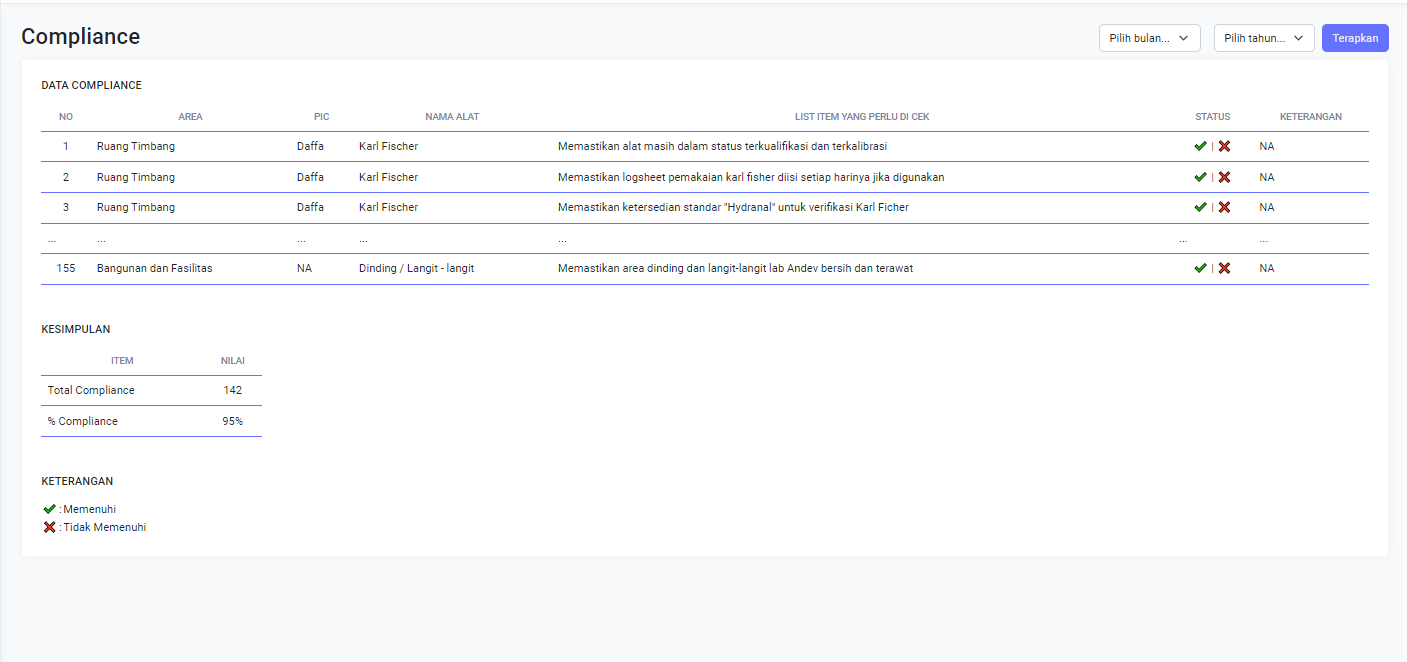 Compliance
Pilih bulan... Pilih tahun... Terapkan
DATA COMPLIANCE
NO AREA PIC NAMA ALAT LIST ITEM YANG PERLU DI CEK STATUS KETERANGAN
1 Ruang Timbang Daffa Karl Fischer Memastikan alat masih dalam status terkualifikasi dan terkalibrasi ✔ | ✖ NA
2 Ruang Timbang Daffa Karl Fischer Memastikan logsheet pemakaian karl fisher diisi setiap harinya jika digunakan ✔ | ✖ NA
3 Ruang Timbang Daffa Karl Fischer Memastikan ketersedian standar "Hydranal" untuk verifikasi Karl Ficher ✔ | ✖ NA
... ... ... ... ... ... ...
155 Bangunan dan Fasilitas NA Dinding / Langit - langit Memastikan area dinding dan langit-langit lab Andev bersih dan terawat ✔ | ✖ NA
KESIMPULAN
ITEM NILAI
Total Compliance 142
% Compliance 95%
KETERANGAN
✔ : Memenuhi
✖ : Tidak Memenuhi